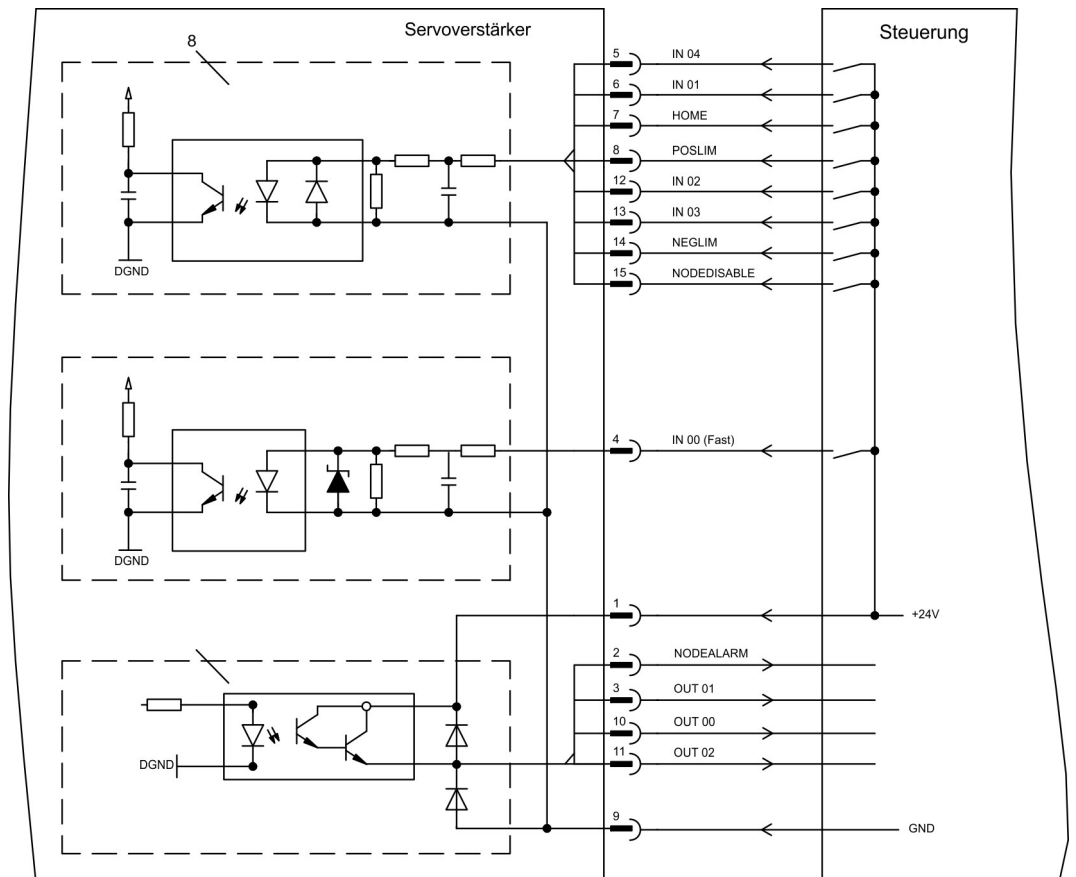 Servoverstärker
Steuerung
8
5 IN 04
6 IN 01
7 HOME
8 POSLIM
12 IN 02
13 IN 03
14 NEGLIM
15 NODEDISABLE
DGND
4 IN 00 (Fast)
DGND
1 +24V
2 NODEALARM
3 OUT 01
10 OUT 00
11 OUT 02
DGND
9 GND